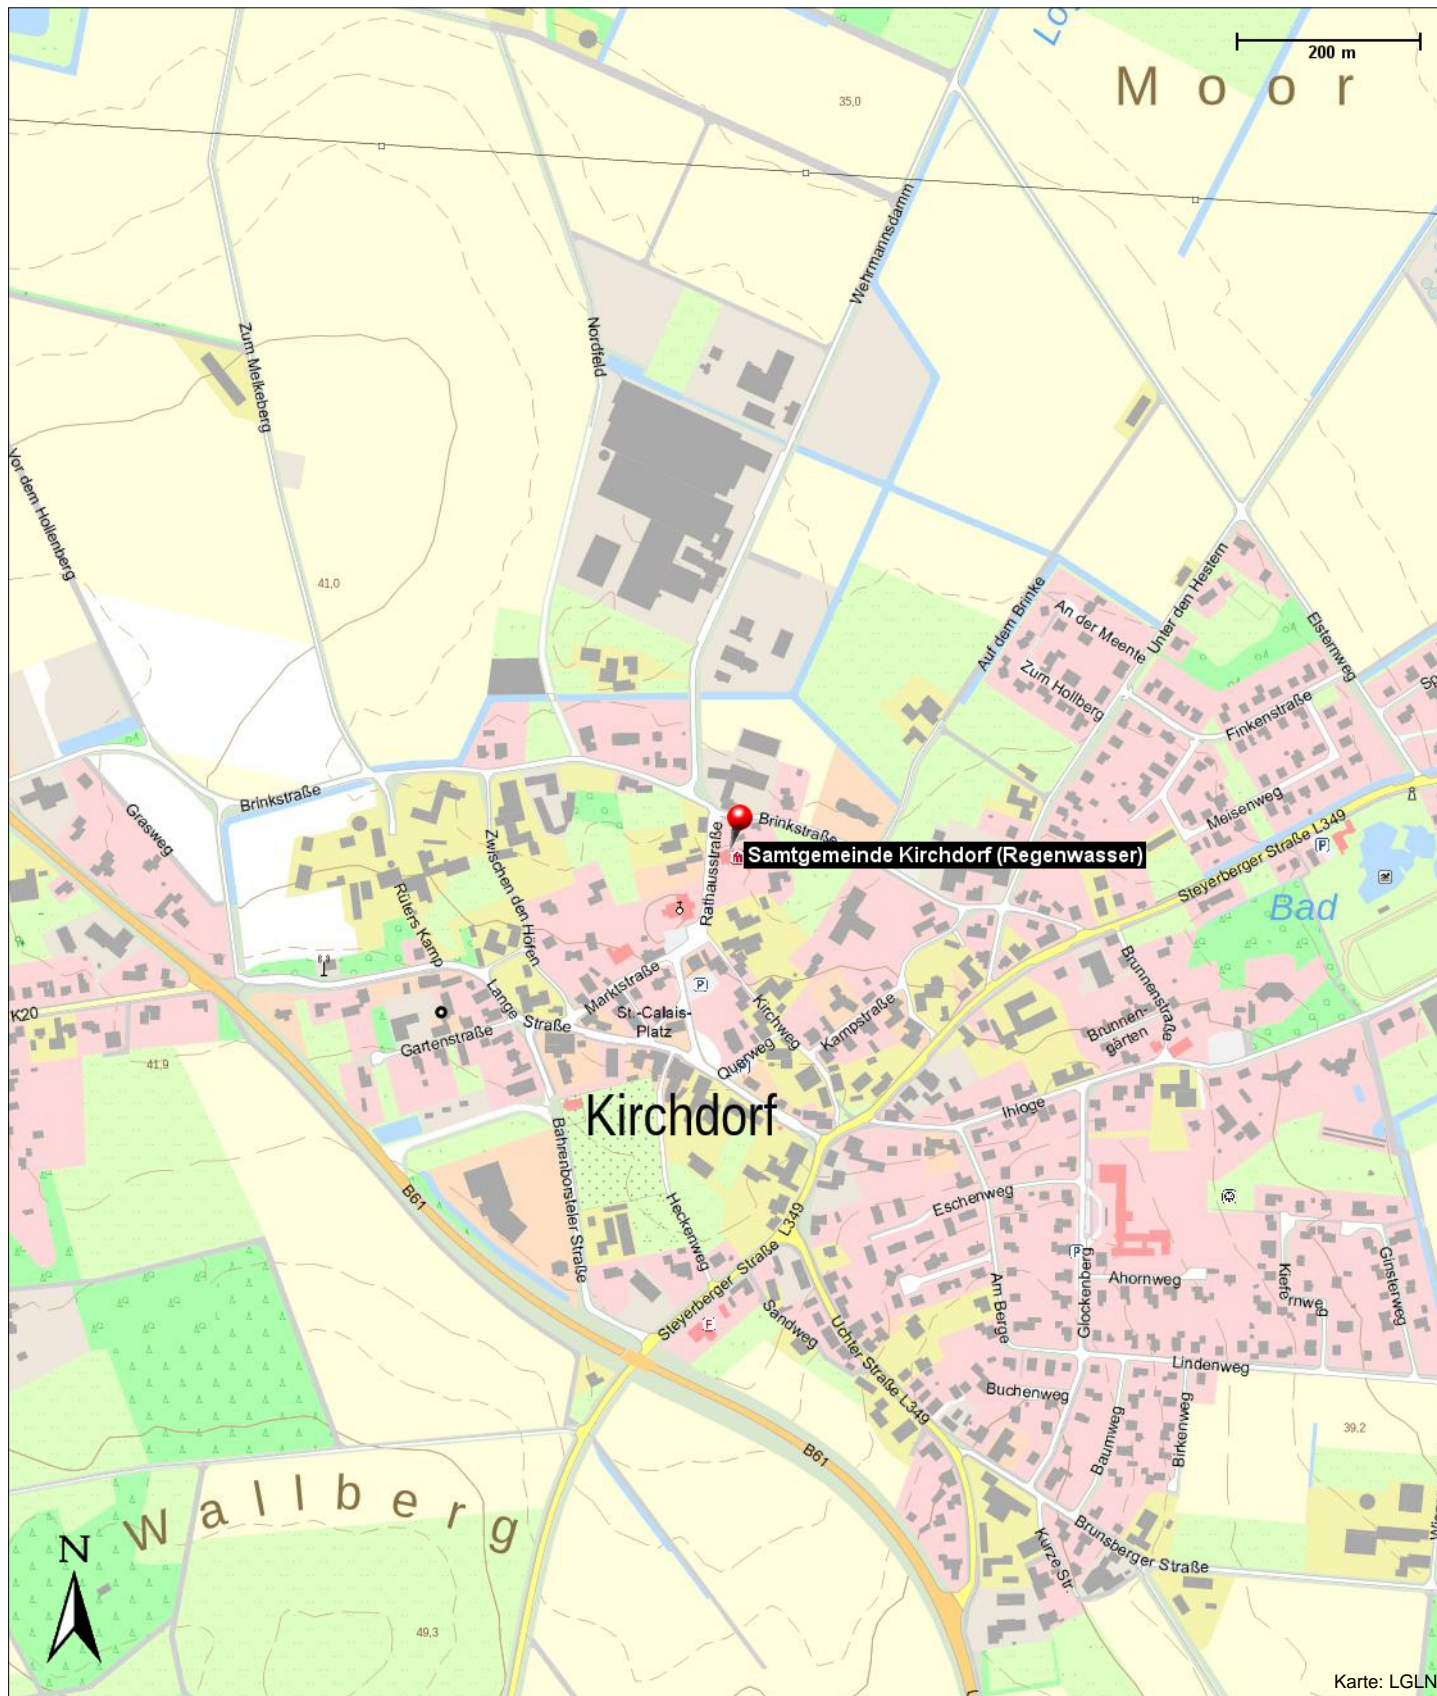 200 m
Moor
35,0
Wehrmannsdamm
Nordfeld
Zum Melkeberg
Vor dem Hollenberg
41,0
Auf dem Brinke
An der Meente
Unter den Hestern
Zum Hollberg
Elsternweg
Finkenstraße
Meisenweg
Brinkstraße
Grasweg
Rathausstraße
Brinkstraße
Samtgemeinde Kirchdorf (Regenwasser)
Steyerberger Straße L349
P
Bad
Zwischen den Höfen
Rüters Kamp
Marktstraße
P
St.-Calais-
Platz
Lange Straße
Kirchweg
Kampstraße
Querweg
Brunnenstraße
Brunnen-
gärten
K20
41,9
Gartenstraße
Kirchdorf
Ihloge
Bahrenborsteler Straße
B61
Heckenweg
Eschenweg
Steyerberger Straße L349
Sandweg
F
Uchter Straße L349
Am Berge
Glockenberg
P
Ahornweg
Kiefernweg
Ginsterweg
Lindenweg
Buchenweg
Baumweg
Birkenweg
39,2
B61
Wallberg
N
Kurze Str.
Brunsberger Straße
49,3
Karte: LGLN